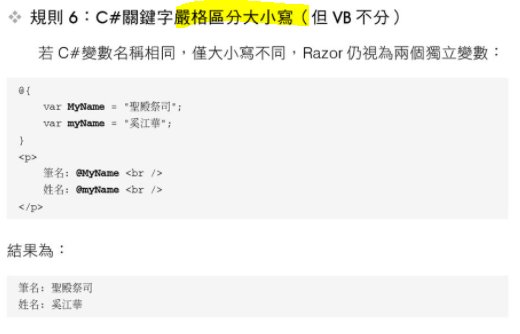 ❖ 規則 6：C#關鍵字嚴格區分大小寫（但 VB 不分）
若 C#變數名稱相同，僅大小寫不同，Razor 仍視為兩個獨立變數：
@{
var MyName = "聖殿祭司";
var myName = "奚江華";
}
<p>
筆名: @MyName <br />
姓名: @myName <br />
</p>
結果為：
筆名: 聖殿祭司
姓名: 奚江華